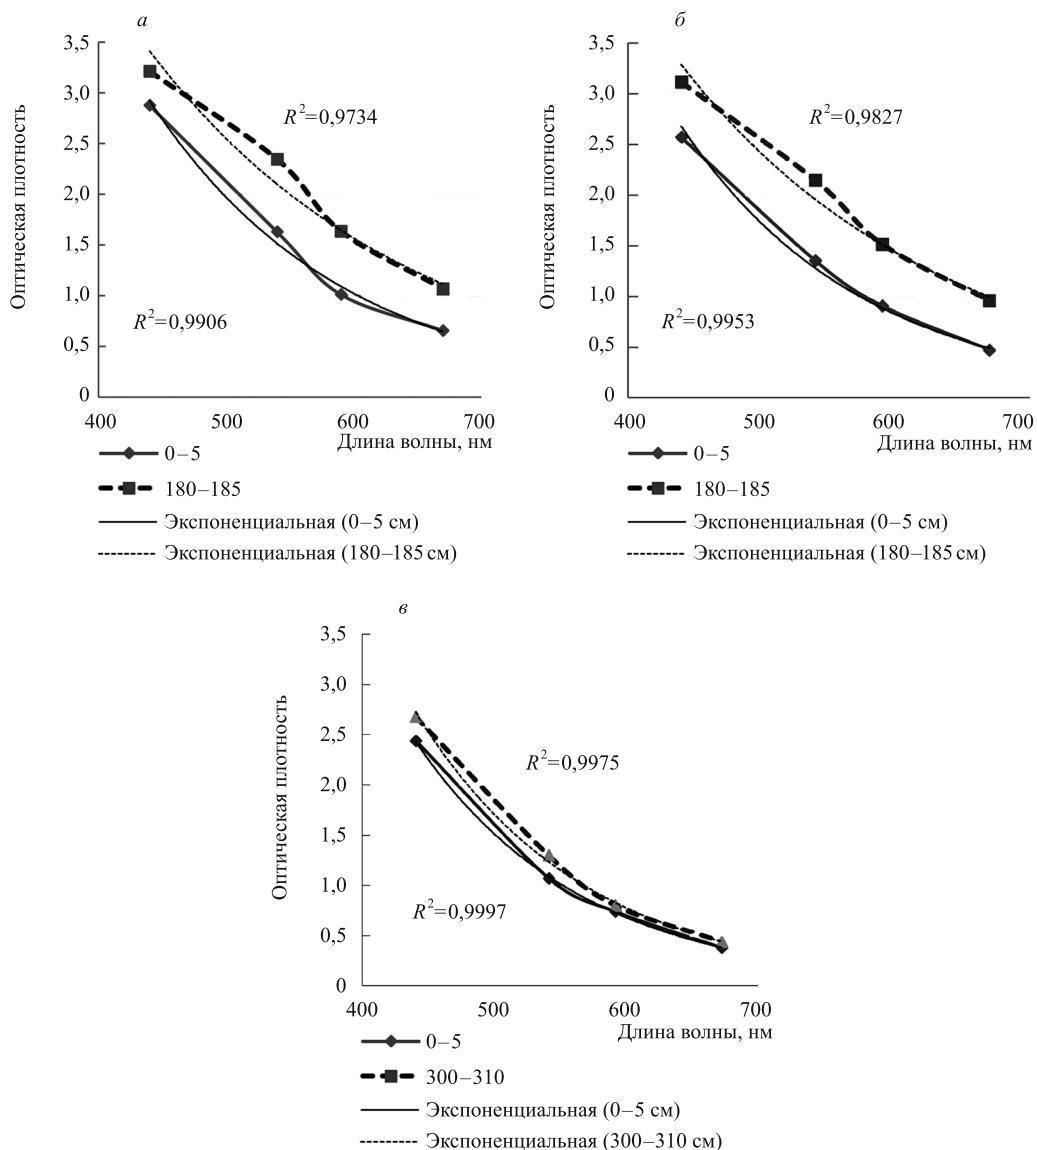 а
Оптическая плотность
3,5
3,0
2,5
2,0
1,5
1,0
0,5
0
R²=0,9734
R²=0,9906
400
500
600
700
Длина волны, нм
0–5
180–185
Экспоненциальная (0–5 см)
Экспоненциальная (180–185 см)
б
Оптическая плотность
3,5
3,0
2,5
2,0
1,5
1,0
0,5
0
R²=0,9827
R²=0,9953
400
500
600
700
Длина волны, нм
0–5
180–185
Экспоненциальная (0–5 см)
Экспоненциальная (180–185 см)
в
Оптическая плотность
3,5
3,0
2,5
2,0
1,5
1,0
0,5
0
R²=0,9975
R²=0,9997
400
500
600
700
Длина волны, нм
0–5
300–310
Экспоненциальная (0–5 см)
Экспоненциальная (300–310 см)